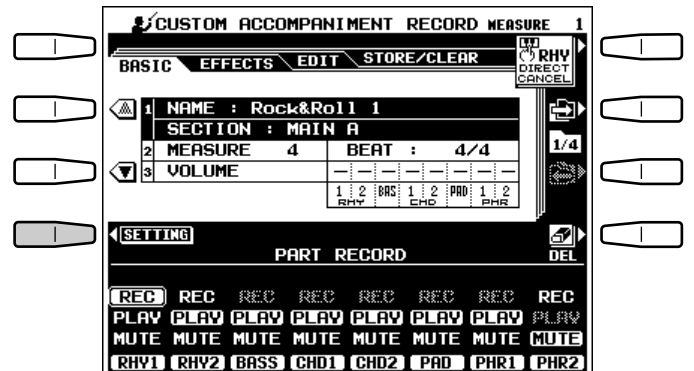 CUSTOM ACCOMPANIMENT RECORD MEASURE 1
BASIC EFFECTS EDIT STORE/CLEAR
RHY
DIRECT
CANCEL
1 NAME : Rock&Roll 1
SECTION : MAIN A
2 MEASURE 4 BEAT : 4/4
1/4
3 VOLUME – – – – – – – –
1 2 BAS 1 2 PAD 1 2
RHY CHD PHR
SETTING
PART RECORD
DEL
REC REC REC REC REC REC REC REC
PLAY PLAY PLAY PLAY PLAY PLAY PLAY PLAY
MUTE MUTE MUTE MUTE MUTE MUTE MUTE MUTE
RHY1 RHY2 BASS CHD1 CHD2 PAD PHR1 PHR2